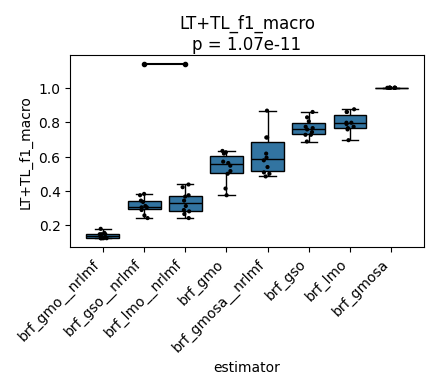 LT+TL_f1_macro
p = 1.07e-11
LT+TL_f1_macro
1.0
0.8
0.6
0.4
0.2
brf_gmo__nrlmf
brf_gso__nrlmf
brf_lmo__nrlmf
brf_gmo
brf_gmosa__nrlmf
brf_gso
brf_lmo
brf_gmosa
estimator